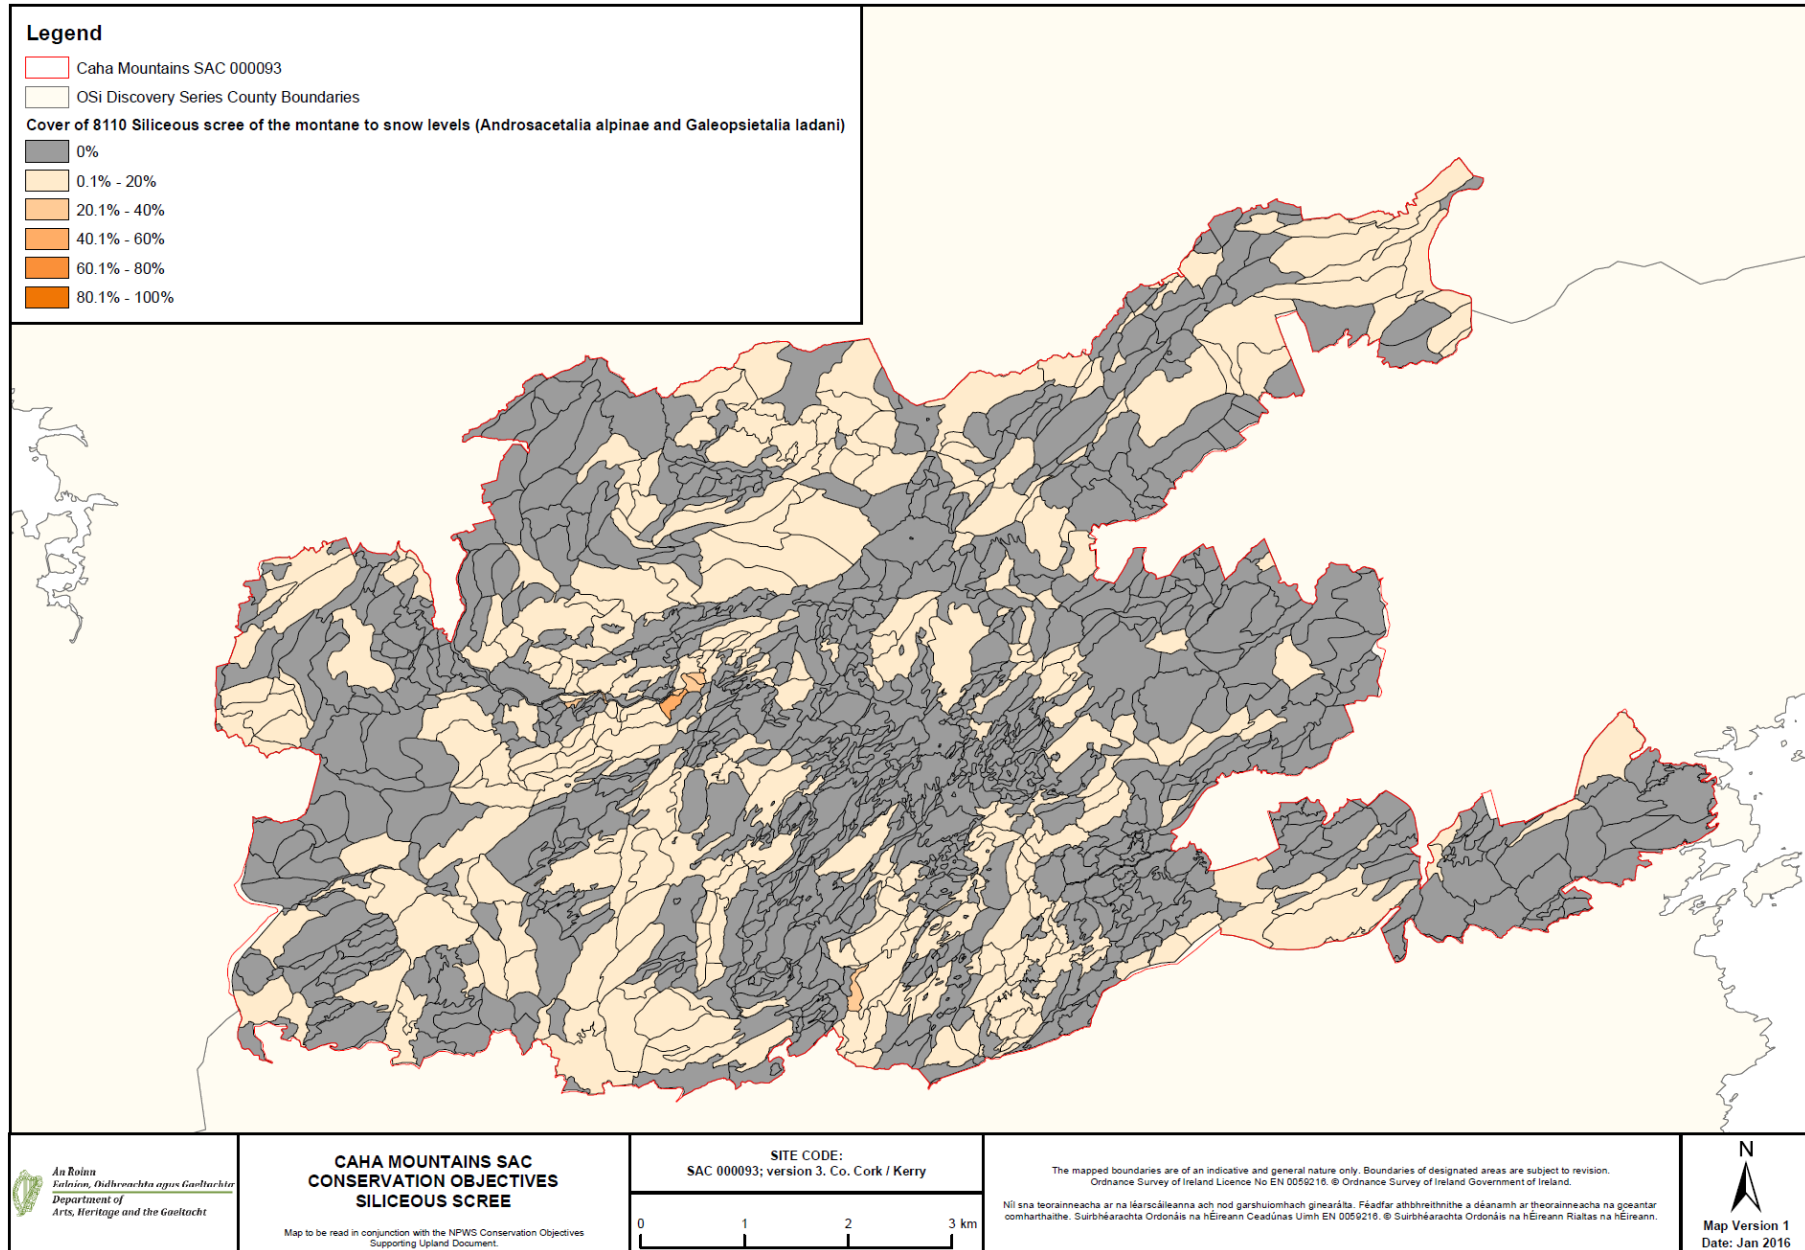 Legend
Caha Mountains SAC 000093
OSi Discovery Series County Boundaries
Cover of 8110 Siliceous scree of the montane to snow levels (Androsacetalia alpinae and Galeopsietalia ladani)
0%
0.1% - 20%
20.1% - 40%
40.1% - 60%
60.1% - 80%
80.1% - 100%
An Roinn
Ealaíon, Oidhreachta agus Gaeltachta
Department of
Arts, Heritage and the Gaeltacht
CAHA MOUNTAINS SAC
CONSERVATION OBJECTIVES
SILICEOUS SCREE
Map to be read in conjunction with the NPWS Conservation Objectives
Supporting Upland Document.
SITE CODE:
SAC 000093; version 3. Co. Cork / Kerry
0 1 2 3 km
The mapped boundaries are of an indicative and general nature only. Boundaries of designated areas are subject to revision.
Ordnance Survey of Ireland Licence No EN 0059216. © Ordnance Survey of Ireland Government of Ireland.
Níl sna teorainneacha ar na léarscáileanna ach nod garshuiomhach ginearálta. Féadfar athbhreithnithe a déanamh ar theorainneacha na gceantar
comharthaithe. Suirbhéarachta Ordonáis na hÉireann Ceadúnas Uimh EN 0059216. © Suirbhéarachta Ordonáis na hÉireann Rialtas na hÉireann.
N
Map Version 1
Date: Jan 2016